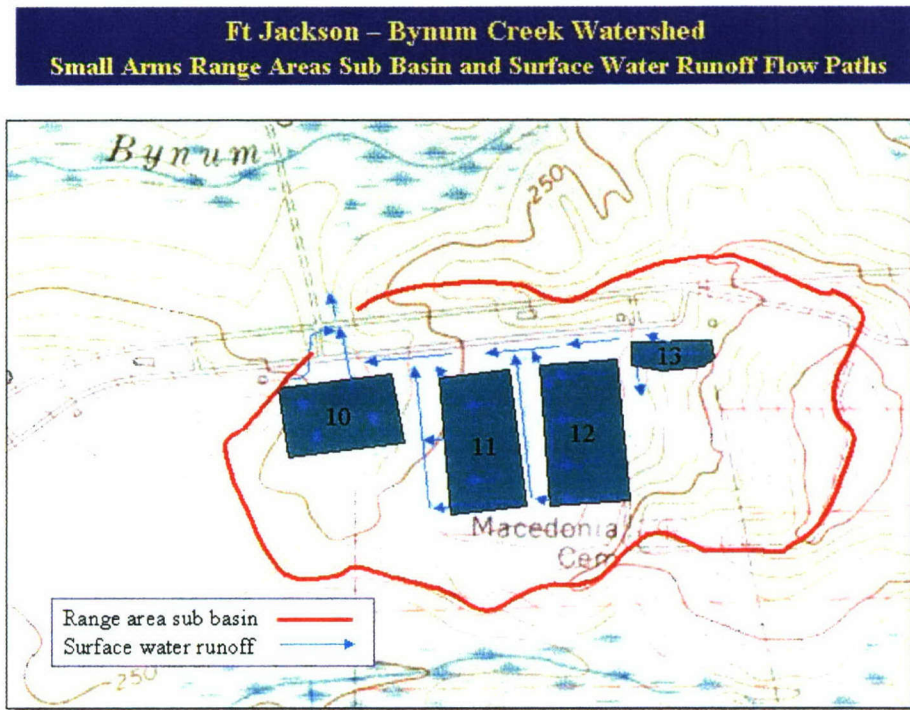 Ft Jackson – Bynum Creek Watershed
Small Arms Range Areas Sub Basin and Surface Water Runoff Flow Paths
Bynum
250
13
10
11
12
Macedonia
Cem
Range area sub basin
Surface water runoff
250